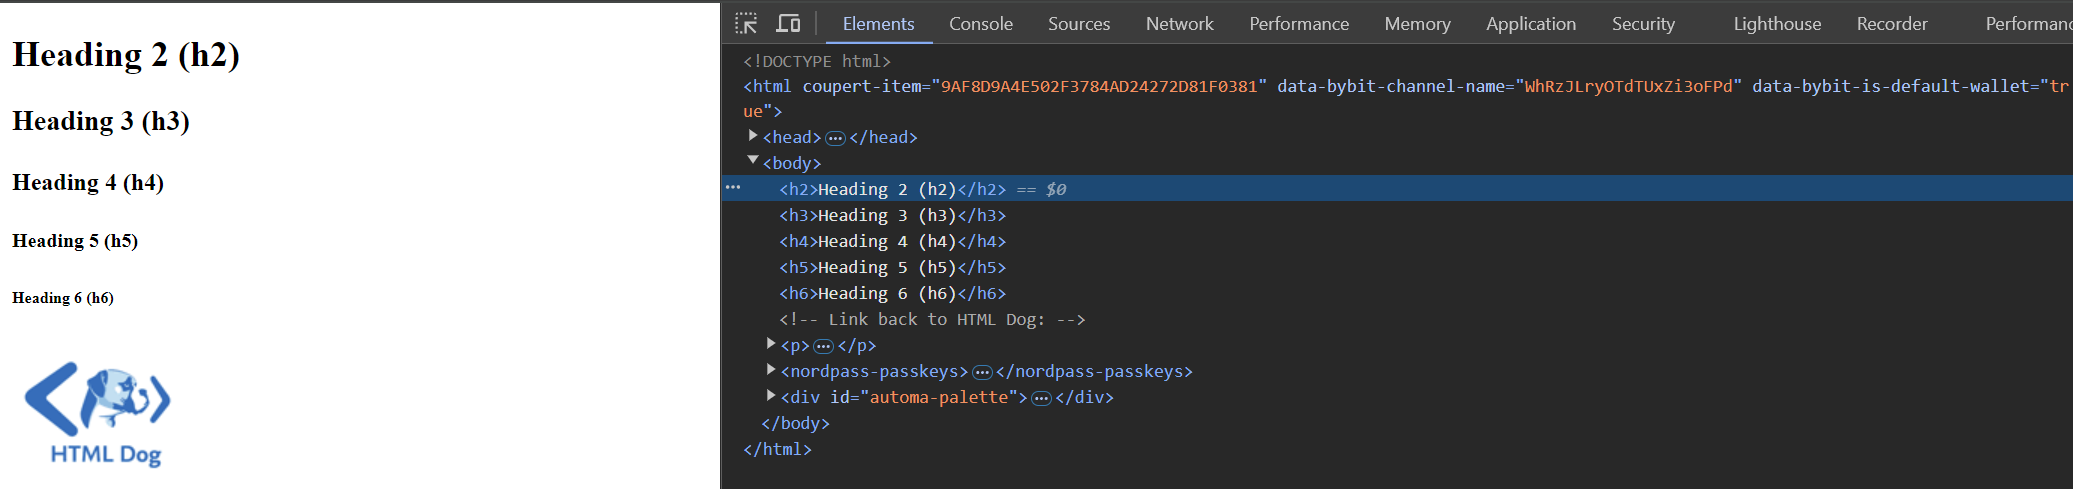 Heading 2 (h2)
Heading 3 (h3)
Heading 4 (h4)
Heading 5 (h5)
Heading 6 (h6)
HTML Dog
Elements Console Sources Network Performance Memory Application Security Lighthouse Recorder Performanc
<!DOCTYPE html>
<html coupert-item="9AF8D9A4E502F3784AD24272D81F0381" data-bybit-channel-name="WhRzJLryOTdTUxZi3oFPd" data-bybit-is-default-wallet="tr
ue">
<head>…</head>
<body>
<h2>Heading 2 (h2)</h2> == $0
<h3>Heading 3 (h3)</h3>
<h4>Heading 4 (h4)</h4>
<h5>Heading 5 (h5)</h5>
<h6>Heading 6 (h6)</h6>
<!-- Link back to HTML Dog: -->
<p>…</p>
<nordpass-passkeys>…</nordpass-passkeys>
<div id="automa-palette">…</div>
</body>
</html>